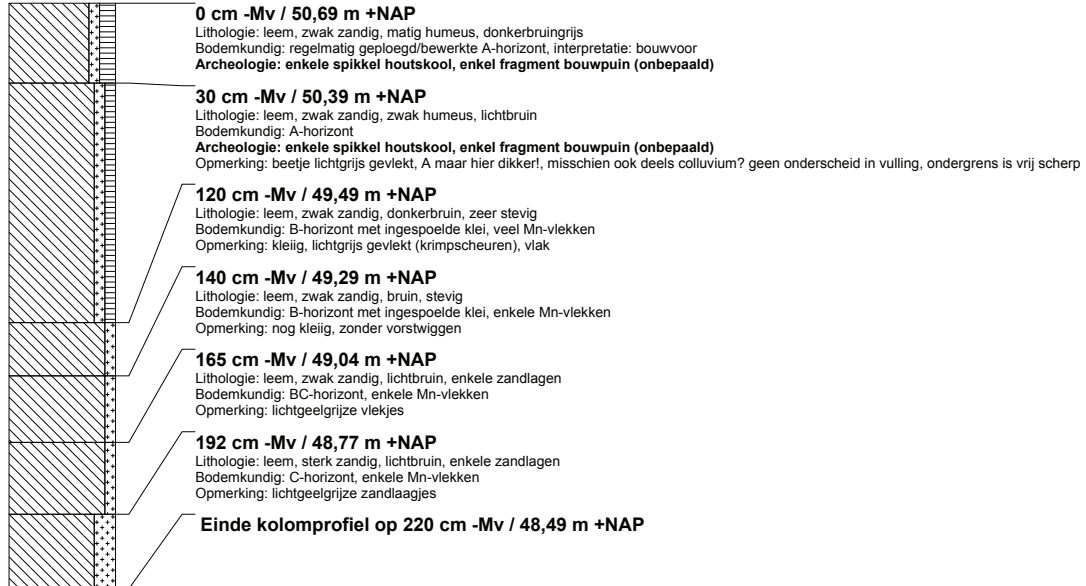 0 cm -Mv / 50,69 m +NAP
Lithologie: leem, zwak zandig, matig humeus, donkerbruingrijs
Bodemkundig: regelmatig geploegd/bewerkte A-horizont, interpretatie: bouwvoor
Archeologie: enkele spikkel houtskool, enkel fragment bouwpuin (onbepaald)
30 cm -Mv / 50,39 m +NAP
Lithologie: leem, zwak zandig, zwak humeus, lichtbruin
Bodemkundig: A-horizont
Archeologie: enkele spikkel houtskool, enkel fragment bouwpuin (onbepaald)
Opmerking: beetje lichtgrijs gevlekt, A maar hier dikker!, misschien ook deels colluvium? geen onderscheid in vulling, ondergrens is vrij scherp
120 cm -Mv / 49,49 m +NAP
Lithologie: leem, zwak zandig, donkerbruin, zeer stevig
Bodemkundig: B-horizont met ingespoelde klei, veel Mn-vlekken
Opmerking: kleiig, lichtgrijs gevlekt (krimpscheuren), vlak
140 cm -Mv / 49,29 m +NAP
Lithologie: leem, zwak zandig, bruin, stevig
Bodemkundig: B-horizont met ingespoelde klei, enkele Mn-vlekken
Opmerking: nog kleiig, zonder vorstwiggen
165 cm -Mv / 49,04 m +NAP
Lithologie: leem, zwak zandig, lichtbruin, enkele zandlagen
Bodemkundig: BC-horizont, enkele Mn-vlekken
Opmerking: lichtgeelgrijze vlekjes
192 cm -Mv / 48,77 m +NAP
Lithologie: leem, sterk zandig, lichtbruin, enkele zandlagen
Bodemkundig: C-horizont, enkele Mn-vlekken
Opmerking: lichtgeelgrijze zandlaagjes
Einde kolomprofiel op 220 cm -Mv / 48,49 m +NAP